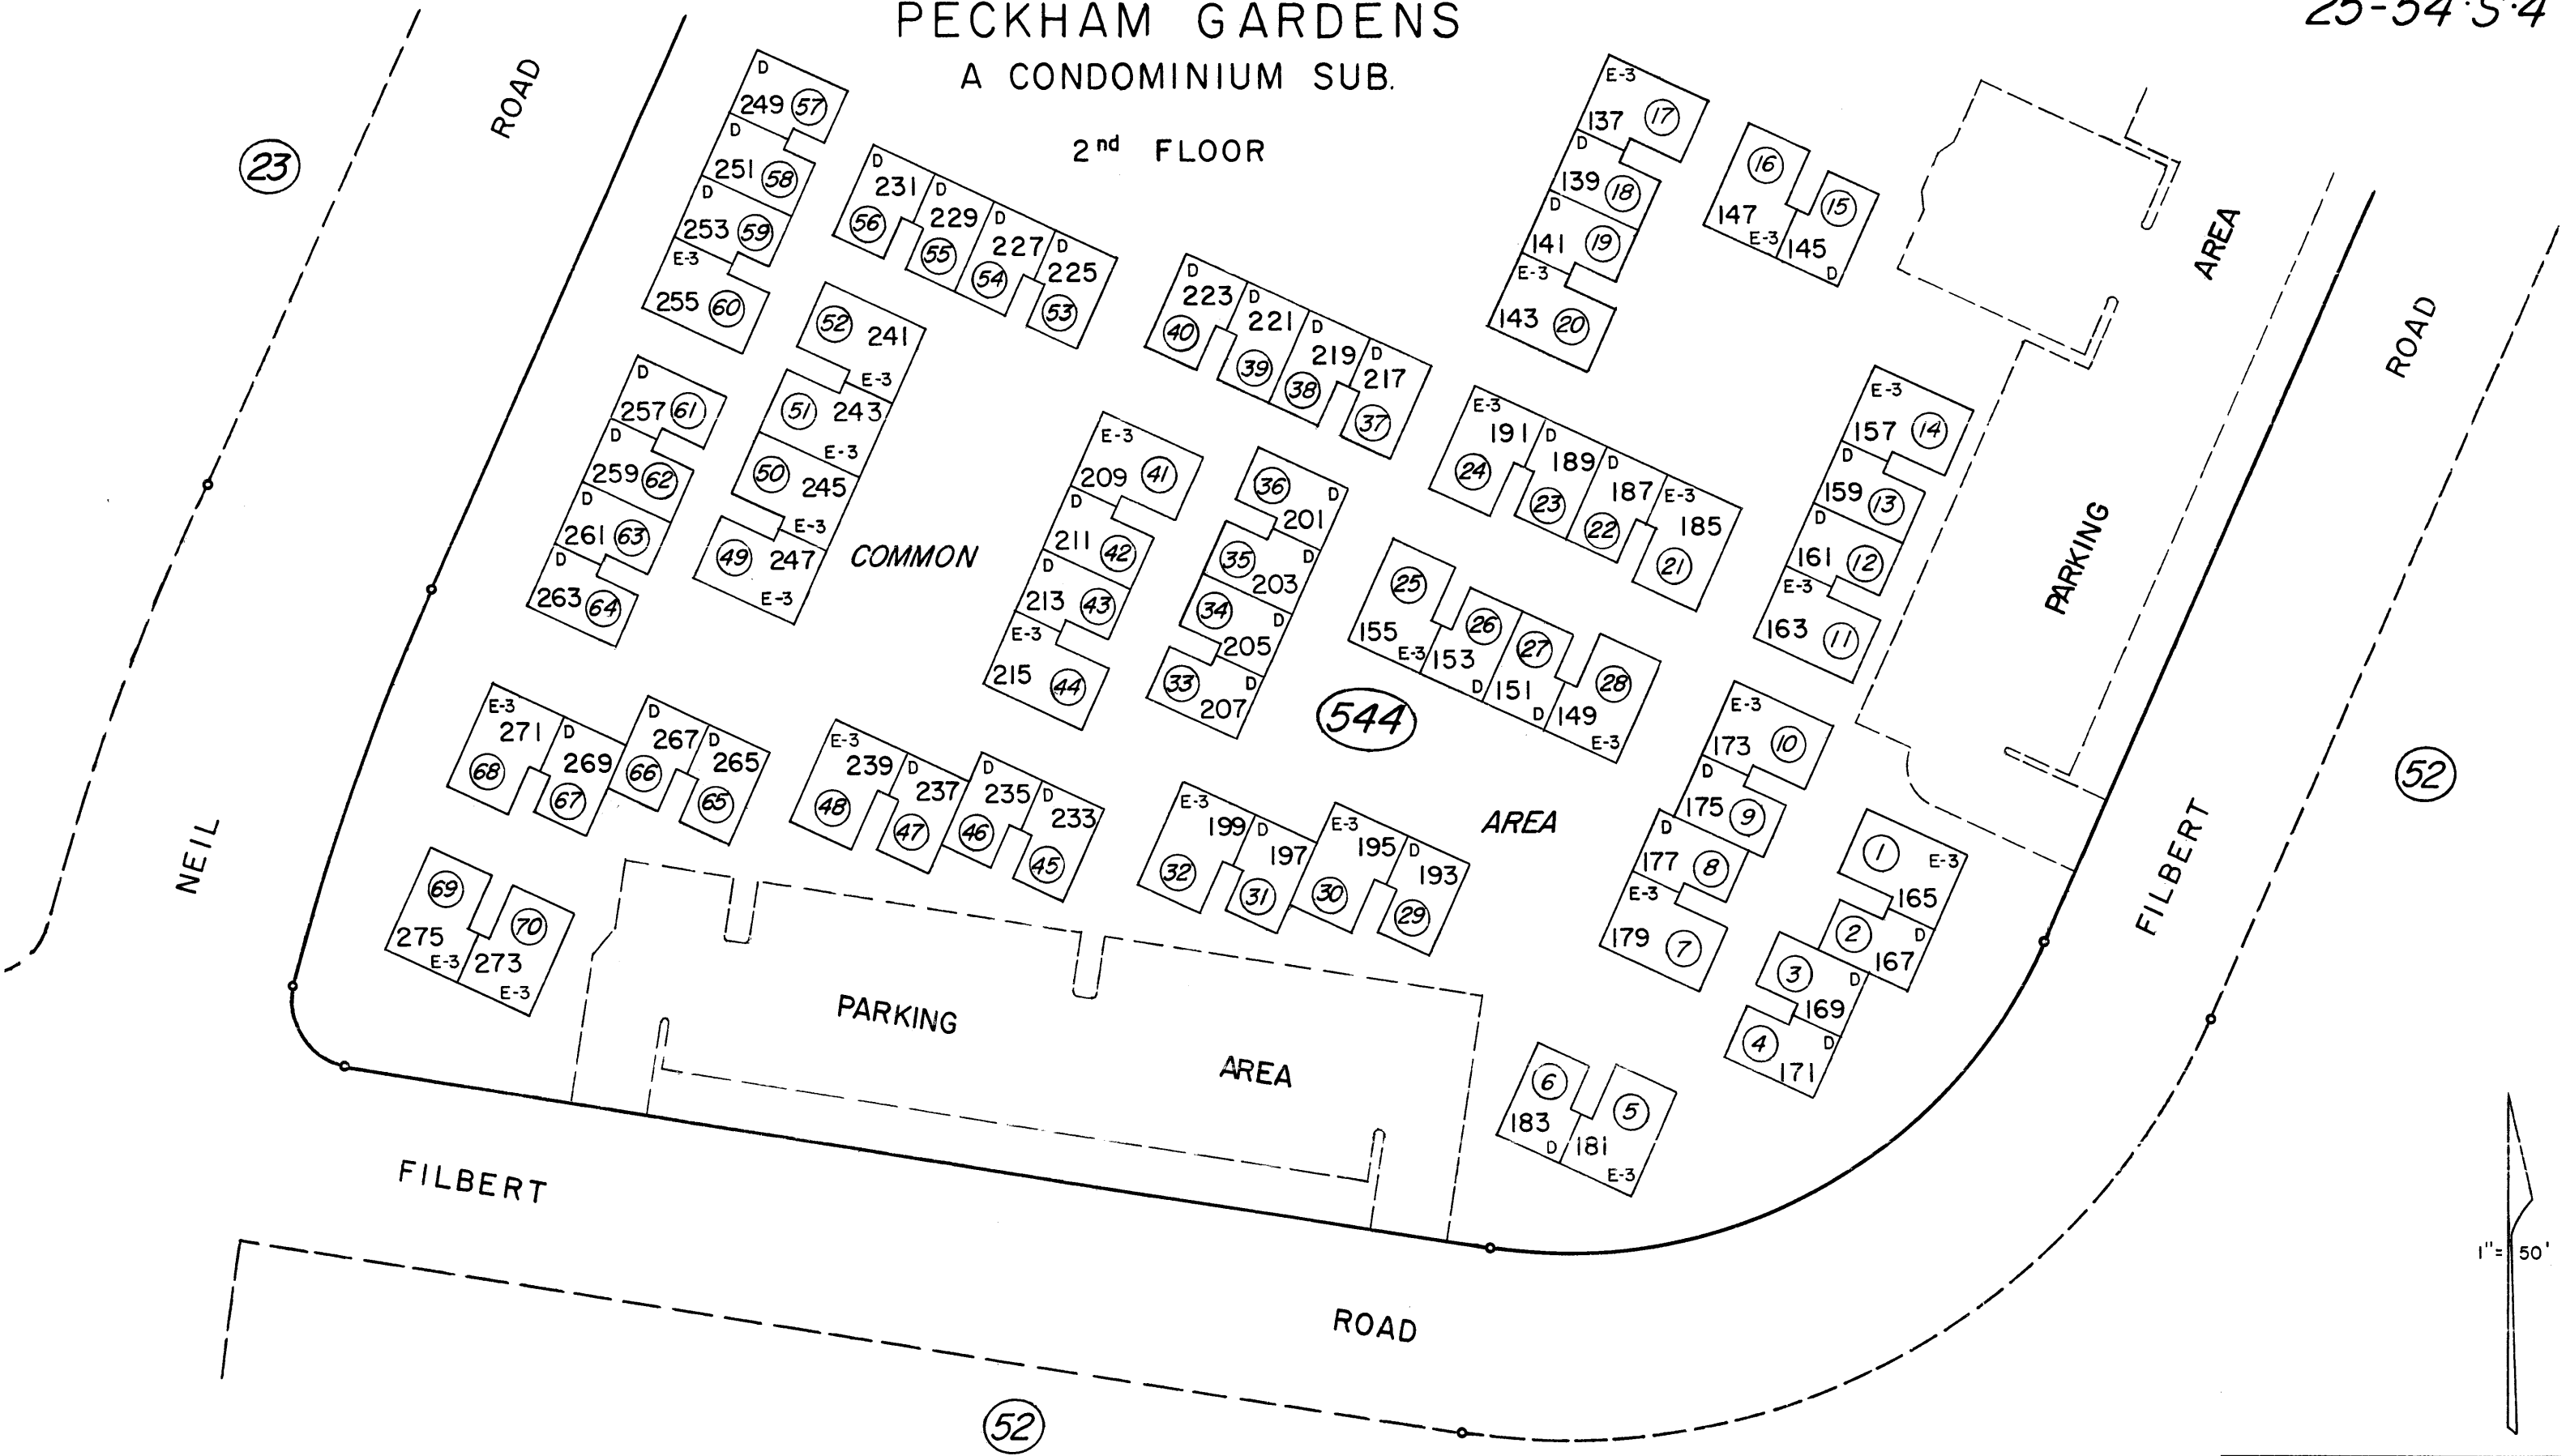 PECKHAM GARDENS
A CONDOMINIUM SUB.
2nd FLOOR
25-54·S·4
23
NEIL
ROAD
D
249 57
D
251 58
D
253 59
E-3
255 60
D
231
56
D
229
55
D
227
54
D
225
53
52 241
E-3
51 243
E-3
50 245
E-3
49 247
E-3
D
257 61
D
259 62
D
261 63
D
263 64
D
223
40
D
221
39
D
219
38
D
217
37
E-3
137 17
D
139 18
D
141 19
E-3
143 20
16
147
E-3
15
145
D
AREA
PARKING
ROAD
FILBERT
E-3
191
24
D
189
23
D
187
22
E-3
185
21
E-3
157 14
D
159 13
D
161 12
E-3
163 11
COMMON
E-3
209 41
D
211 42
D
213 43
E-3
215 44
36
D
201
35
D
203
34
D
205
33
D
207
25
155
E-3
26
153
D
27
151
D
28
149
E-3
544
AREA
E-3
271
68
D
269
67
D
267
66
D
265
65
E-3
239
48
D
237
47
D
235
46
D
233
45
E-3
199
32
D
197
31
E-3
195
30
D
193
29
E-3
173 10
D
175 9
D
177 8
E-3
179 7
1
E-3
165
2
D
167
3
D
169
4
D
171
52
69
275
E-3
70
273
E-3
PARKING
AREA
6
183
D
5
181
E-3
FILBERT
ROAD
52
1"= 50'